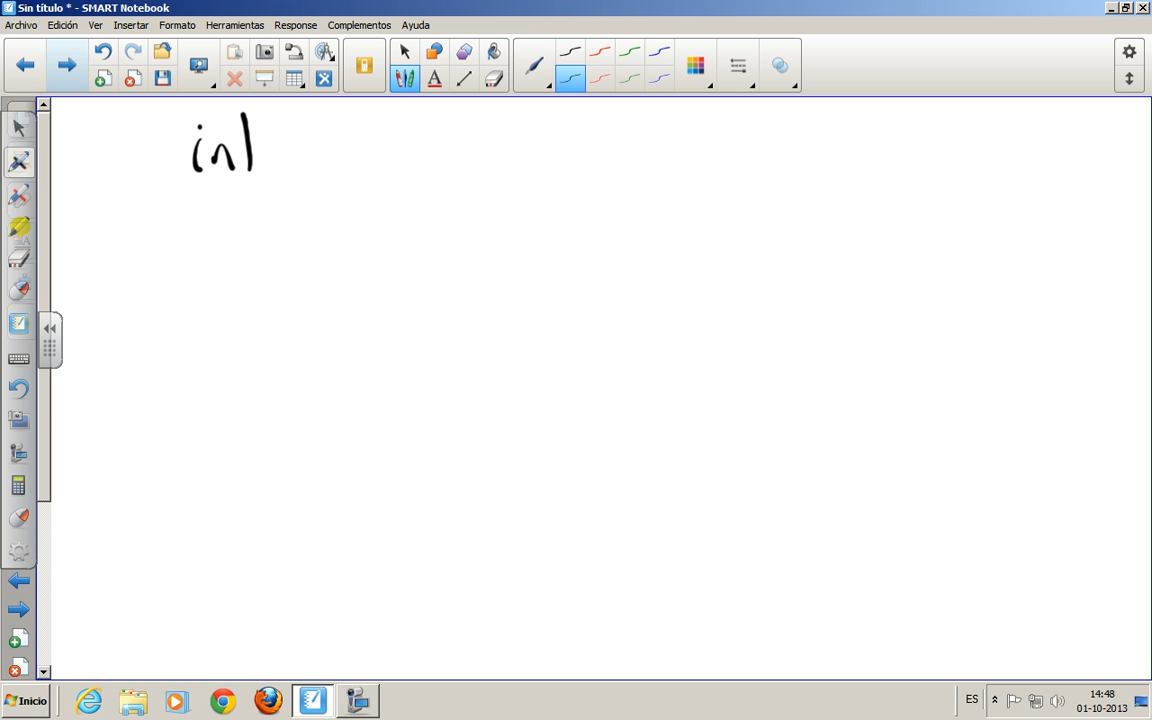 Sin título * - SMART Notebook
Archivo Edición Ver Insertar Formato Herramientas Response Complementos Ayuda
inl
Inicio
ES
14:48
01-10-2013